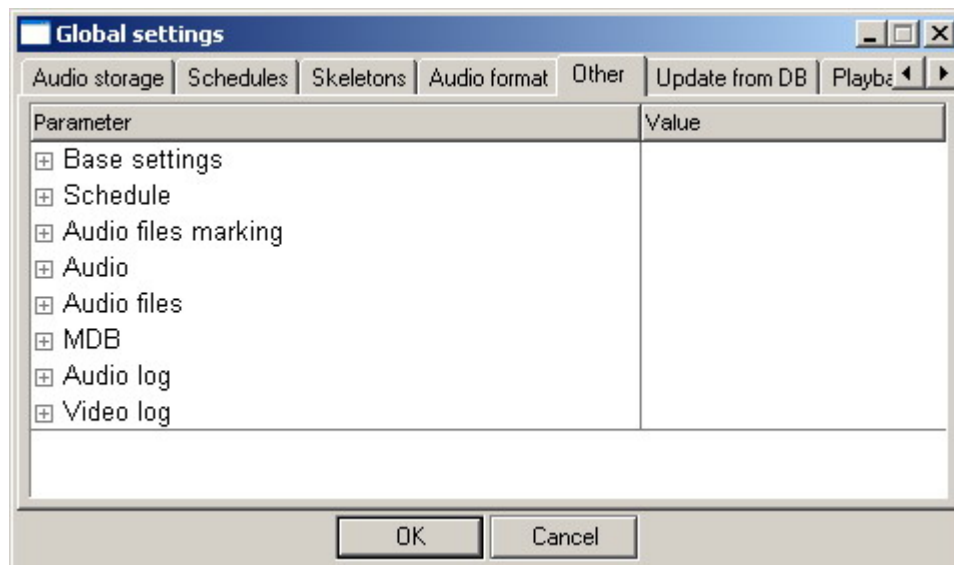 Global settings
Audio storage Schedules Skeletons Audio format Other Update from DB Playba
Parameter Value
Base settings
Schedule
Audio files marking
Audio
Audio files
MDB
Audio log
Video log
OK Cancel